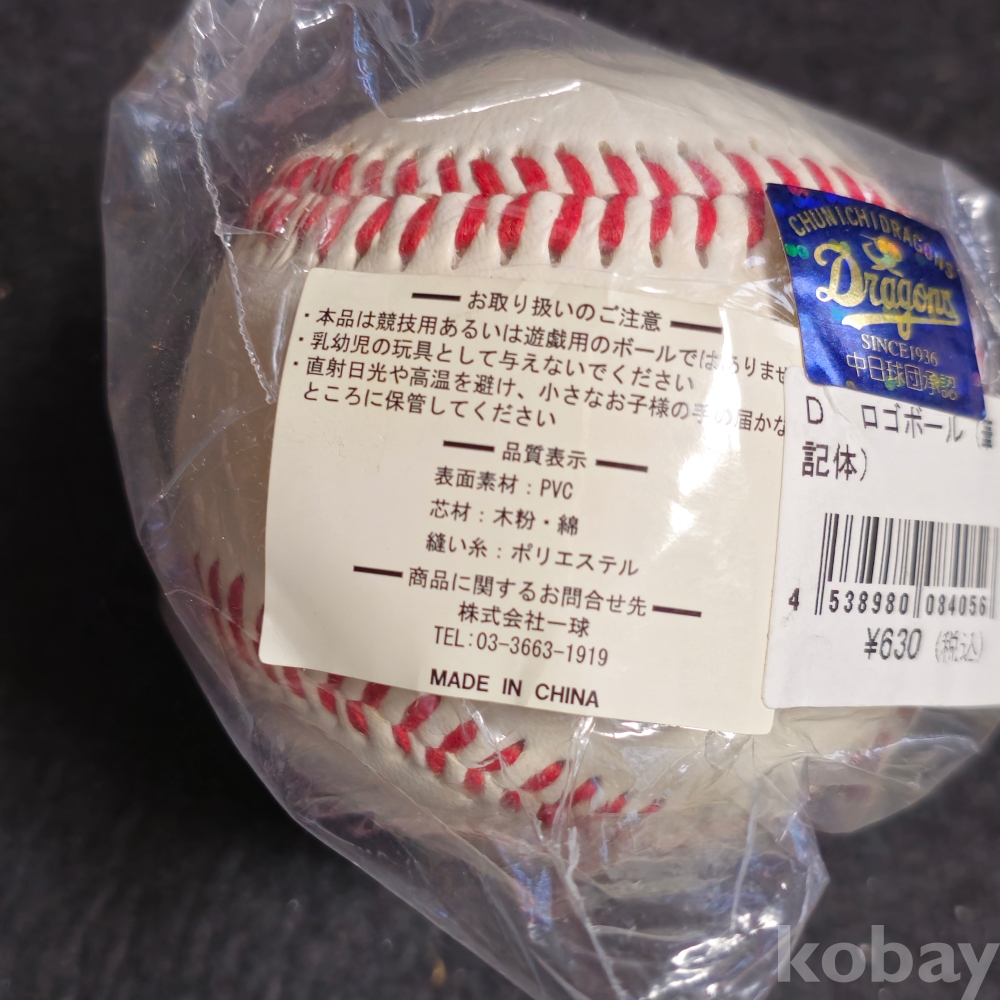 お取り扱いのご注意
・本品は競技用あるいは遊戯用のボールではありませ
・乳幼児の玩具として与えないでください
・直射日光や高温を避け、小さなお子様の手の届かな
ところに保管してください
品質表示
表面素材：PVC
芯材：木粉・綿
縫い糸：ポリエステル
商品に関するお問合せ先
株式会社一球
TEL:03-3663-1919
MADE IN CHINA
CHUNICHI DRAGONS
Dragons
SINCE1936
中日球団承認
D ロゴボール（
記体）
4 538980 084056
¥630（税込）
kobay